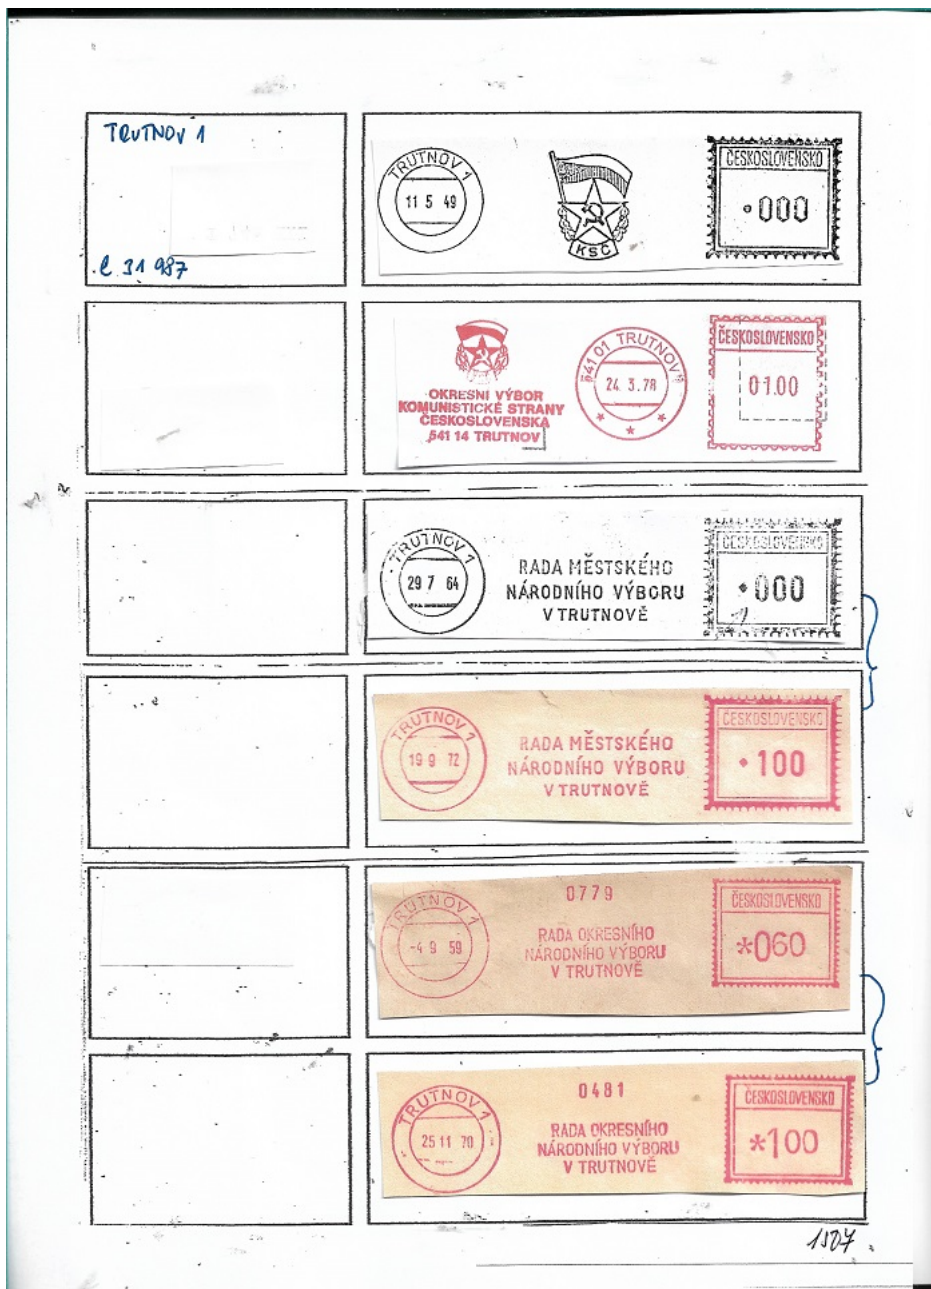 TRUTNOV 1
č 31 987
TRUTNOV 1
11 5 49
KSČ
ČESKOSLOVENSKO
•000
OKRESNÍ VÝBOR
KOMUNISTICKÉ STRANY
ČESKOSLOVENSKA
541 14 TRUTNOV
541 01 TRUTNOV 1
24.3.78
* * *
ČESKOSLOVENSKO
01.00
TRUTNOV 1
29 7 64
RADA MĚSTSKÉHO
NÁRODNÍHO VÝBORU
V TRUTNOVĚ
ČESKOSLOVENSKO
•000
TRUTNOV 1
19 9 72
RADA MĚSTSKÉHO
NÁRODNÍHO VÝBORU
V TRUTNOVĚ
ČESKOSLOVENSKO
•100
TRUTNOV 1
-4 9 59
0779
RADA OKRESNÍHO
NÁRODNÍHO VÝBORU
V TRUTNOVĚ
ČESKOSLOVENSKO
*060
TRUTNOV 1
25 11 70
0481
RADA OKRESNÍHO
NÁRODNÍHO VÝBORU
V TRUTNOVĚ
ČESKOSLOVENSKO
*100
1507